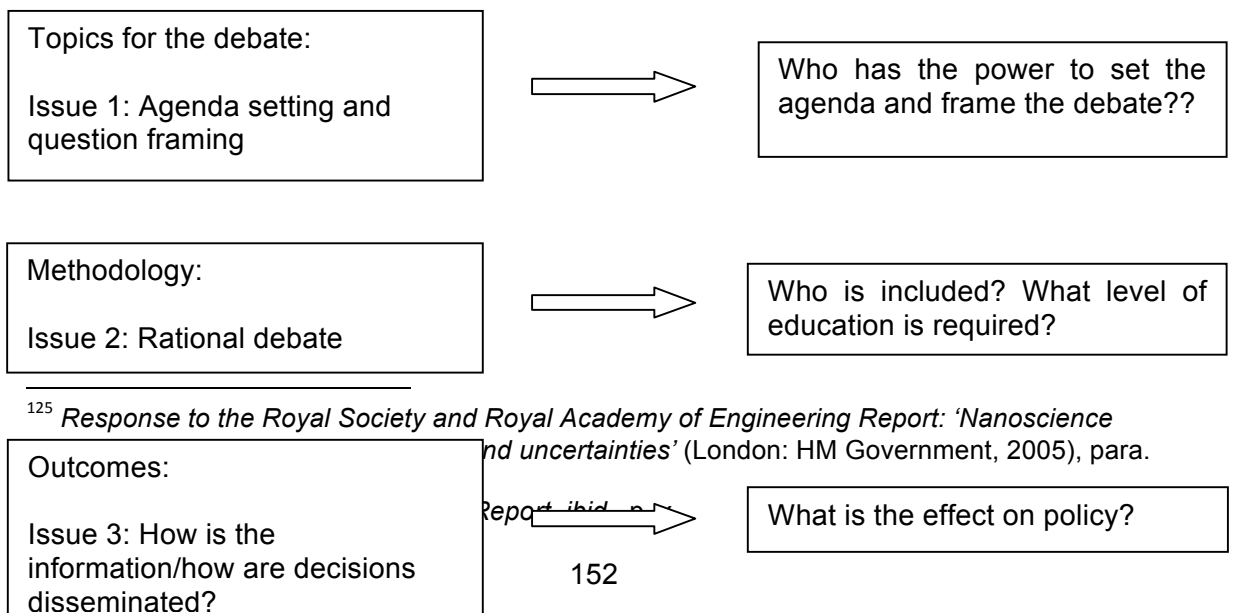 Topics for the debate:
Issue 1: Agenda setting and
question framing
Who has the power to set the
agenda and frame the debate??
Methodology:
Issue 2: Rational debate
Who is included? What level of
education is required?
125 Response to the Royal Society and Royal Academy of Engineering Report: ‘Nanoscience
nd uncertainties’ (London: HM Government, 2005), para.
Outcomes:
Issue 3: How is the
information/how are decisions
disseminated?
Report ibid
What is the effect on policy?
152